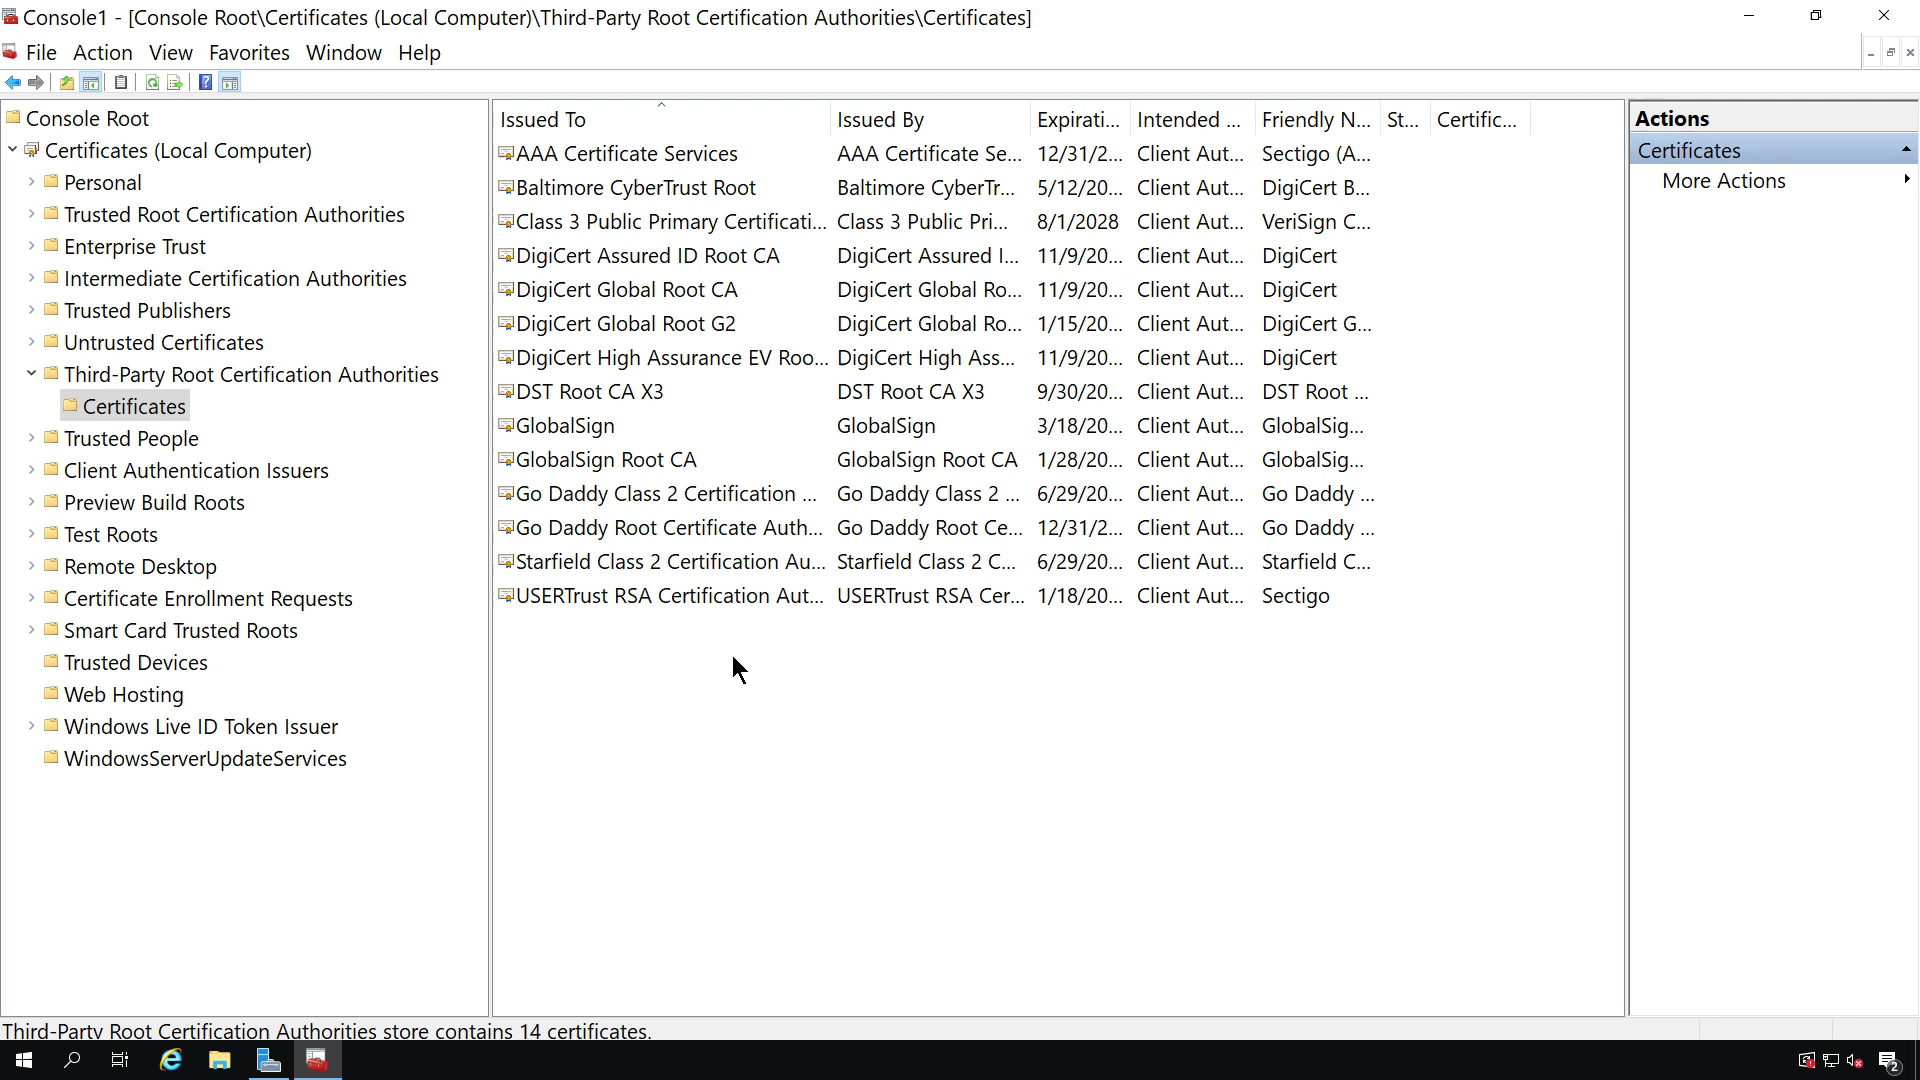 Console1 - [Console Root\Certificates (Local Computer)\Third-Party Root Certification Authorities\Certificates]
File Action View Favorites Window Help
Console Root
Certificates (Local Computer)
Personal
Trusted Root Certification Authorities
Enterprise Trust
Intermediate Certification Authorities
Trusted Publishers
Untrusted Certificates
Third-Party Root Certification Authorities
Certificates
Trusted People
Client Authentication Issuers
Preview Build Roots
Test Roots
Remote Desktop
Certificate Enrollment Requests
Smart Card Trusted Roots
Trusted Devices
Web Hosting
Windows Live ID Token Issuer
WindowsServerUpdateServices
Issued To Issued By Expirati... Intended ... Friendly N... St... Certific...
AAA Certificate Services AAA Certificate Se... 12/31/2... Client Aut... Sectigo (A...
Baltimore CyberTrust Root Baltimore CyberTr... 5/12/20... Client Aut... DigiCert B...
Class 3 Public Primary Certificati... Class 3 Public Pri... 8/1/2028 Client Aut... VeriSign C...
DigiCert Assured ID Root CA DigiCert Assured I... 11/9/20... Client Aut... DigiCert
DigiCert Global Root CA DigiCert Global Ro... 11/9/20... Client Aut... DigiCert
DigiCert Global Root G2 DigiCert Global Ro... 1/15/20... Client Aut... DigiCert G...
DigiCert High Assurance EV Roo... DigiCert High Ass... 11/9/20... Client Aut... DigiCert
DST Root CA X3 DST Root CA X3 9/30/20... Client Aut... DST Root ...
GlobalSign GlobalSign 3/18/20... Client Aut... GlobalSig...
GlobalSign Root CA GlobalSign Root CA 1/28/20... Client Aut... GlobalSig...
Go Daddy Class 2 Certification ... Go Daddy Class 2 ... 6/29/20... Client Aut... Go Daddy ...
Go Daddy Root Certificate Auth... Go Daddy Root Ce... 12/31/2... Client Aut... Go Daddy ...
Starfield Class 2 Certification Au... Starfield Class 2 C... 6/29/20... Client Aut... Starfield C...
USERTrust RSA Certification Aut... USERTrust RSA Cer... 1/18/20... Client Aut... Sectigo
Actions
Certificates
More Actions
Third-Party Root Certification Authorities store contains 14 certificates.
2